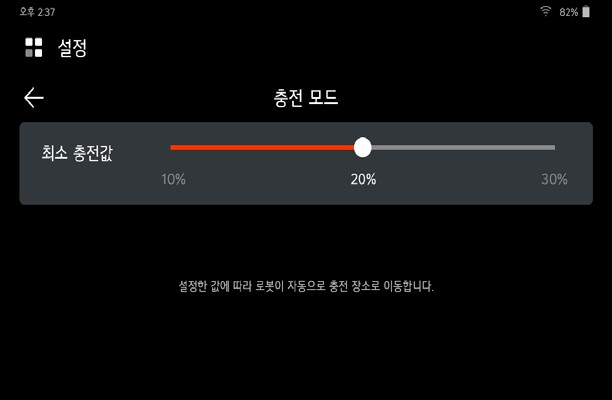 오후 2:37 82%
설정
충전 모드
최소 충전값
10% 20% 30%
설정한 값에 따라 로봇이 자동으로 충전 장소로 이동합니다.